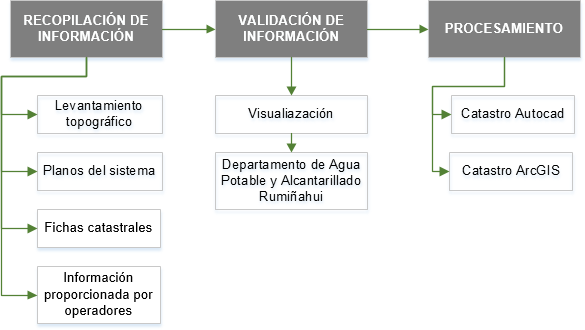 RECOPILACIÓN DE
INFORMACIÓN
VALIDACIÓN DE
INFORMACIÓN
PROCESAMIENTO
Levantamiento
topográfico
Planos del sistema
Fichas catastrales
Información
proporcionada por
operadores
Visualiazación
Departamento de Agua
Potable y Alcantarillado
Rumiñahui
Catastro Autocad
Catastro ArcGIS